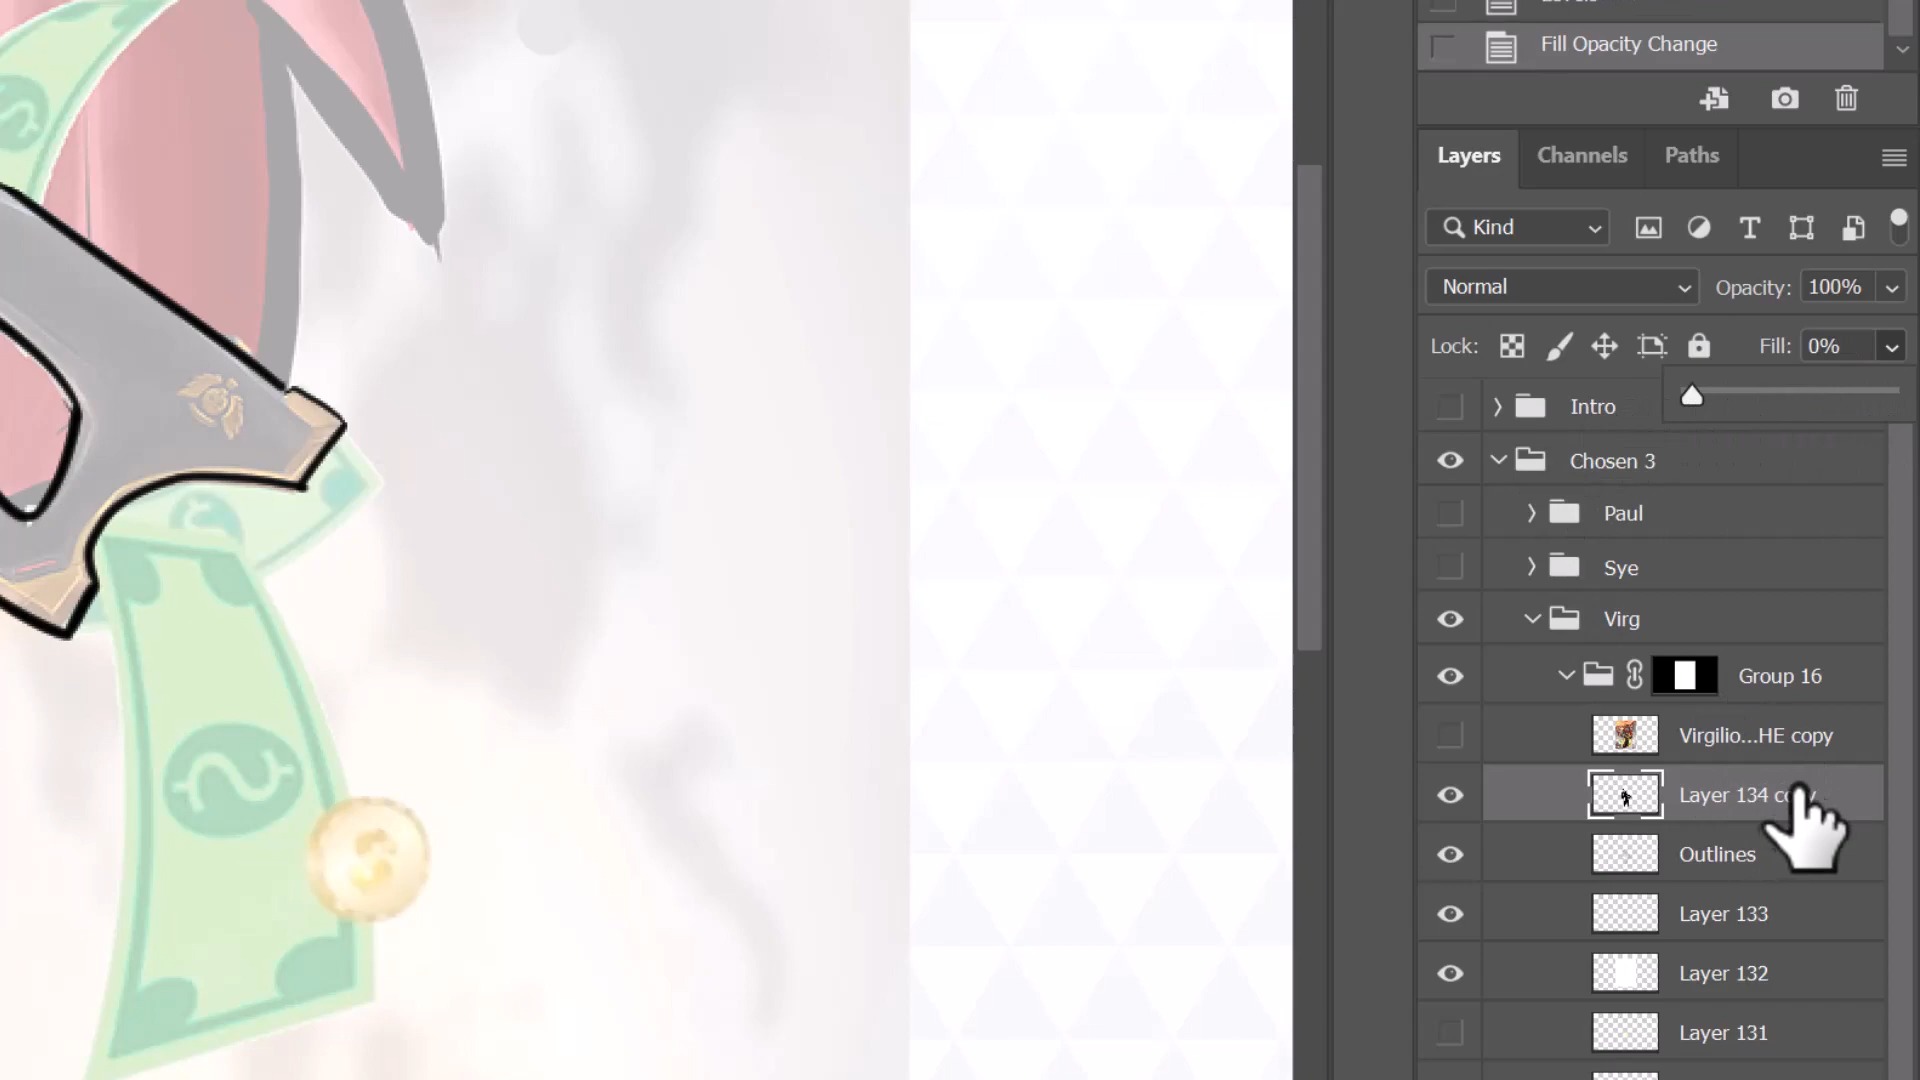 Fill Opacity Change
Layers Channels Paths
Kind
Normal Opacity: 100%
Lock: Fill: 0%
Intro
Chosen 3
Paul
Sye
Virg
Group 16
Virgilio...HE copy
Layer 134
Outlines
Layer 133
Layer 132
Layer 131